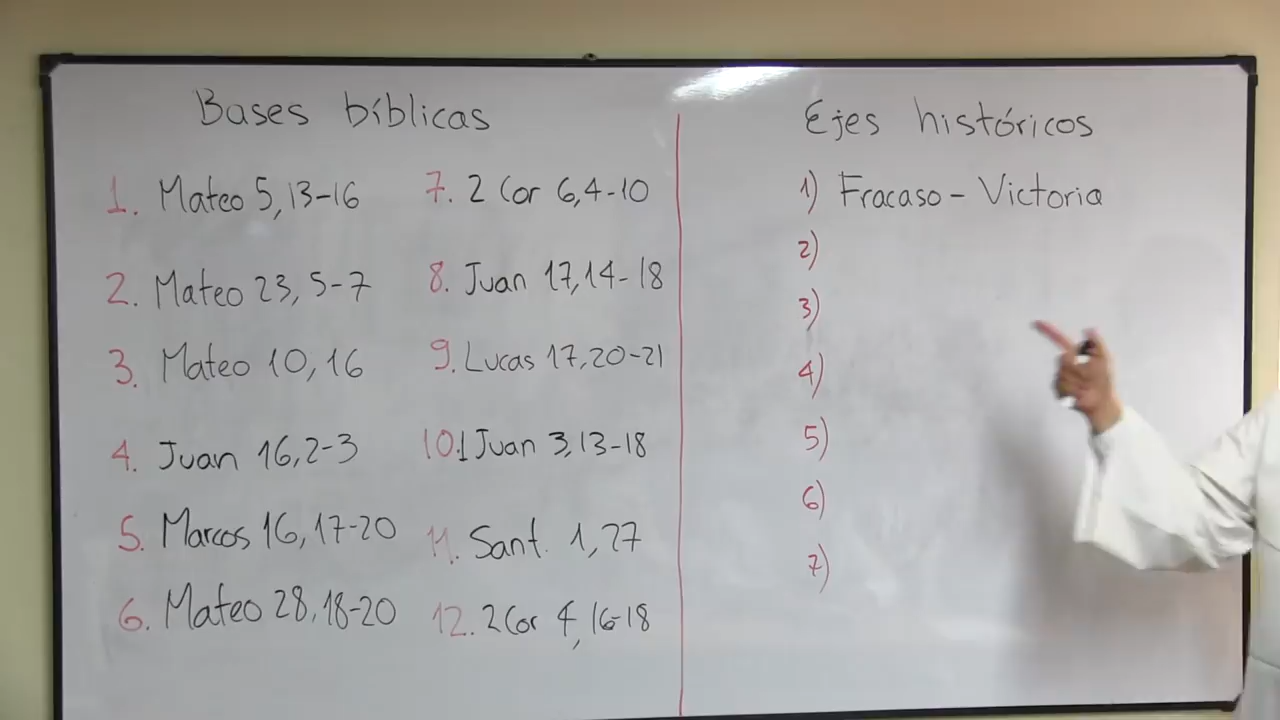 Bases bíblicas
1. Mateo 5,13-16
2. Mateo 23, 5-7
3. Mateo 10, 16
4. Juan 16,2-3
5. Marcos 16, 17-20
6. Mateo 28,18-20
7. 2 Cor 6,4-10
8. Juan 17,14-18
9. Lucas 17,20-21
10. 1 Juan 3,13-18
11. Sant. 1, 27
12. 2 Cor 4, 16-18
Ejes históricos
1) Fracaso - Victoria
2)
3)
4)
5)
6)
7)